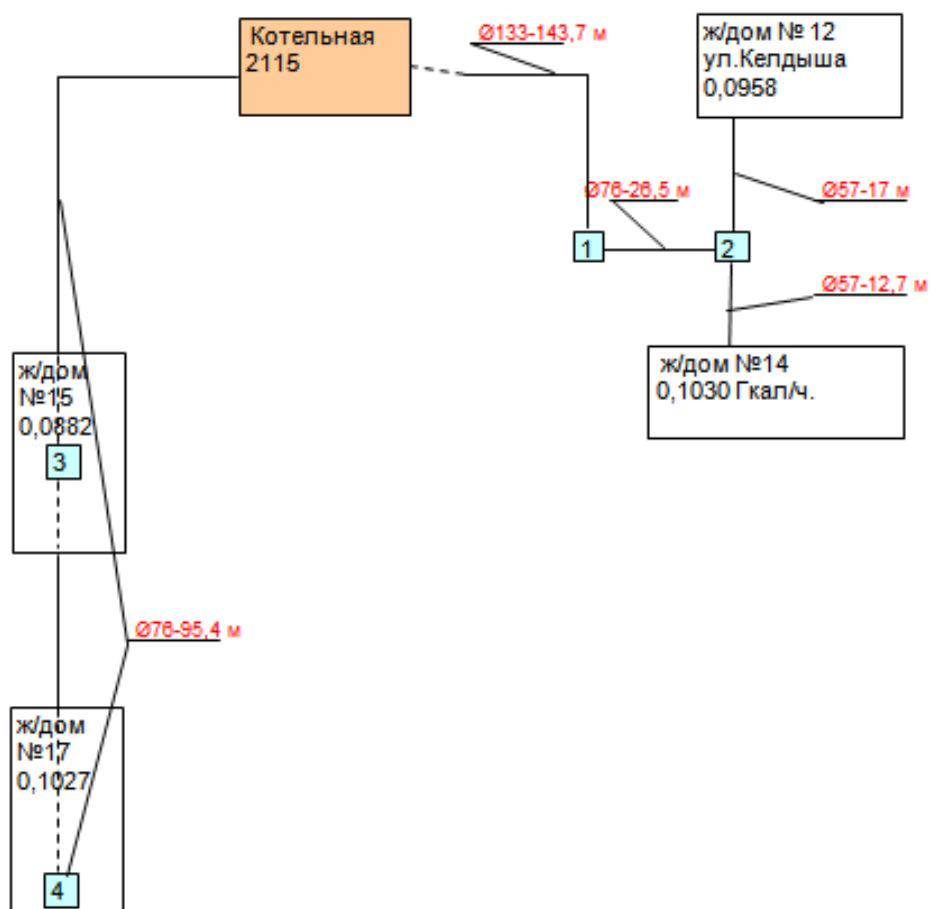 Котельная
2115
Ø133-143,7 м
ж/дом № 12
ул.Келдыша
0,0958
Ø76-26,5 м
Ø57-17 м
1
2
Ø57-12,7 м
ж/дом №14
0,1030 Гкал/ч.
ж/дом
№15
0,0882
3
Ø76-95,4 м
ж/дом
№17
0,1027
4